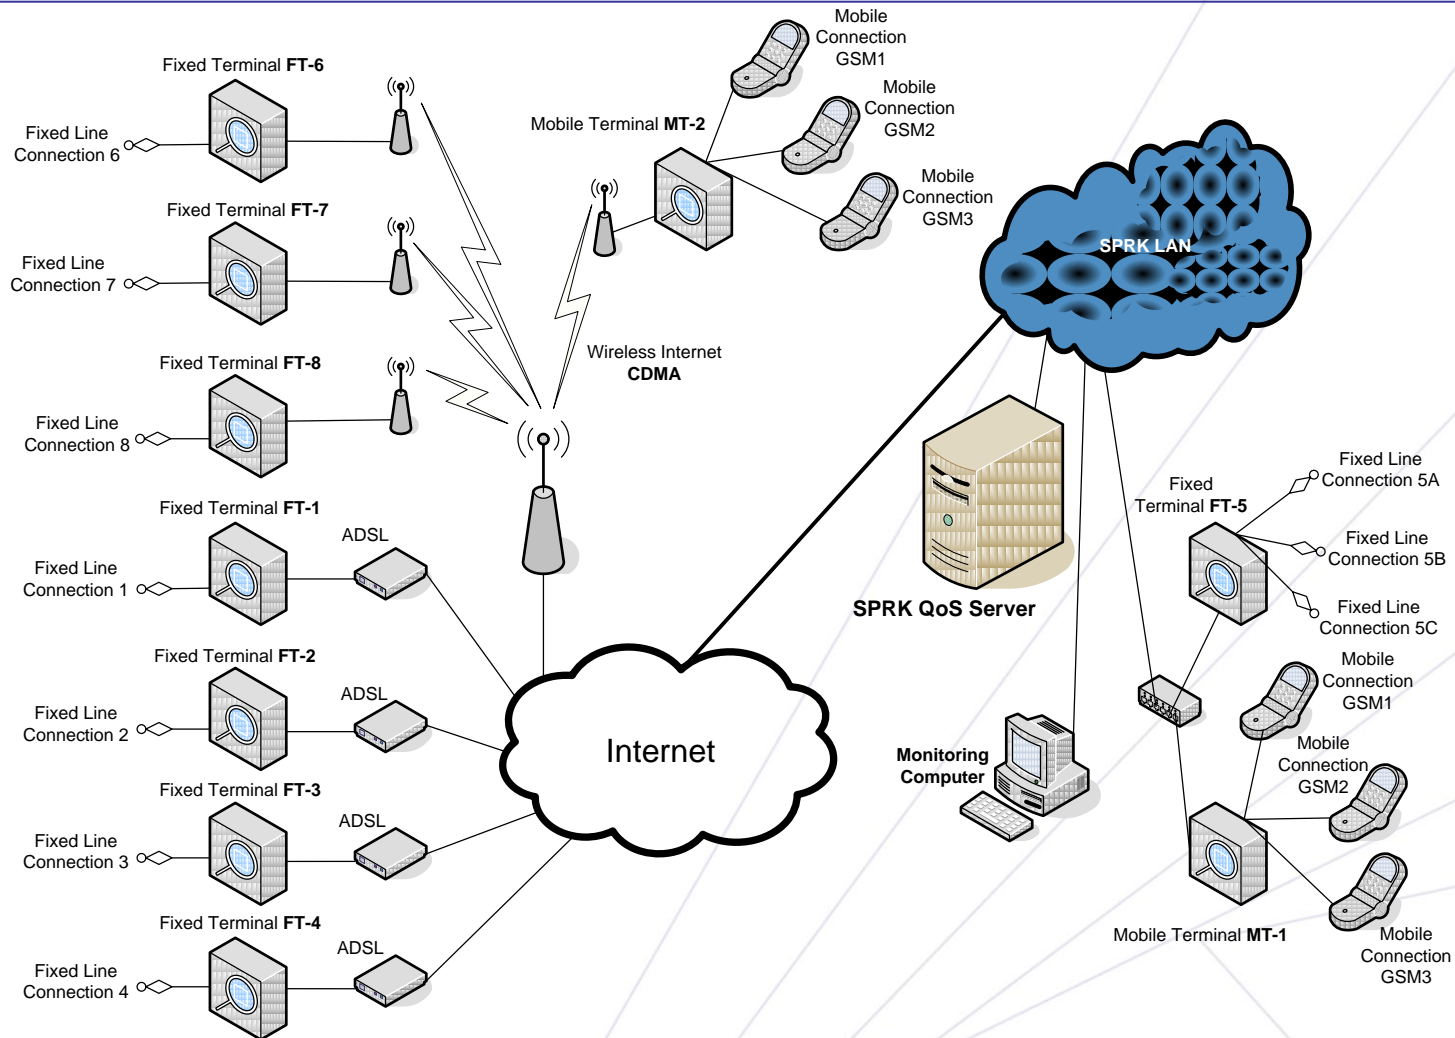 Mobile
Connection
GSM1
Fixed Terminal FT-6
Mobile
Connection
GSM2
Mobile Terminal MT-2
Fixed Line
Connection 6
Mobile
Connection
GSM3
Fixed Terminal FT-7
Fixed Line
Connection 7
SPRK LAN
Wireless Internet
CDMA
Fixed Terminal FT-8
Fixed Line
Connection 8
Fixed Line
Connection 5A
Fixed
Terminal FT-5
Fixed Terminal FT-1
ADSL
Fixed Line
Connection 5B
Fixed Line
Connection 1
SPRK QoS Server
Fixed Line
Connection 5C
Fixed Terminal FT-2
ADSL
Mobile
Connection
GSM1
Fixed Line
Connection 2
Internet
Monitoring
Computer
Mobile
Connection
GSM2
Fixed Terminal FT-3
ADSL
Fixed Line
Connection 3
Fixed Terminal FT-4
ADSL
Mobile Terminal MT-1
Mobile
Connection
GSM3
Fixed Line
Connection 4